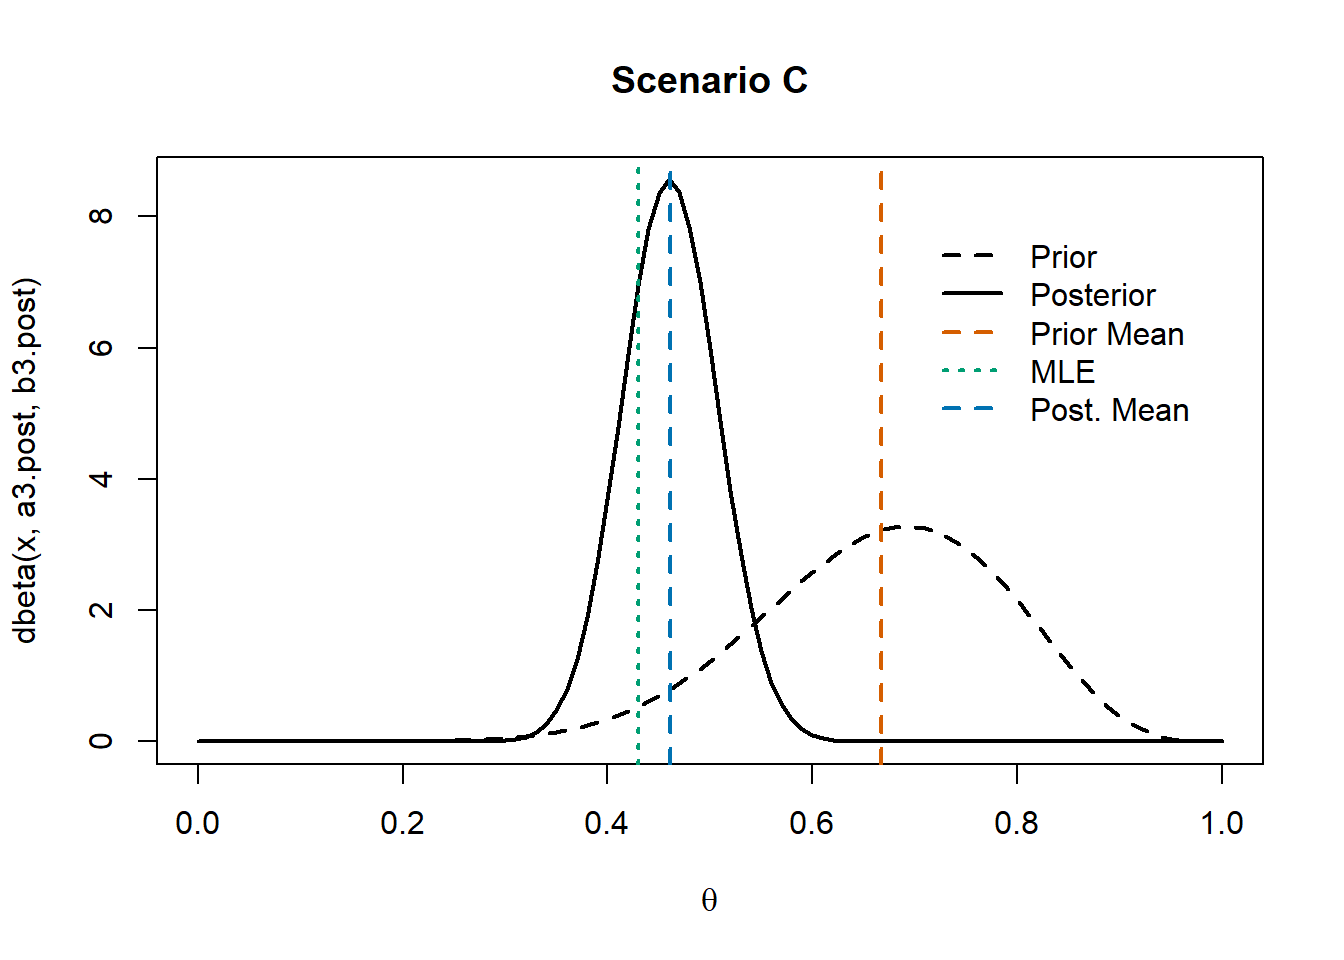 Scenario C
dbeta(x, a3.post, b3.post)
8
6
4
2
0
Prior
Posterior
Prior Mean
MLE
Post. Mean
0.0 0.2 0.4 0.6 0.8 1.0
θ